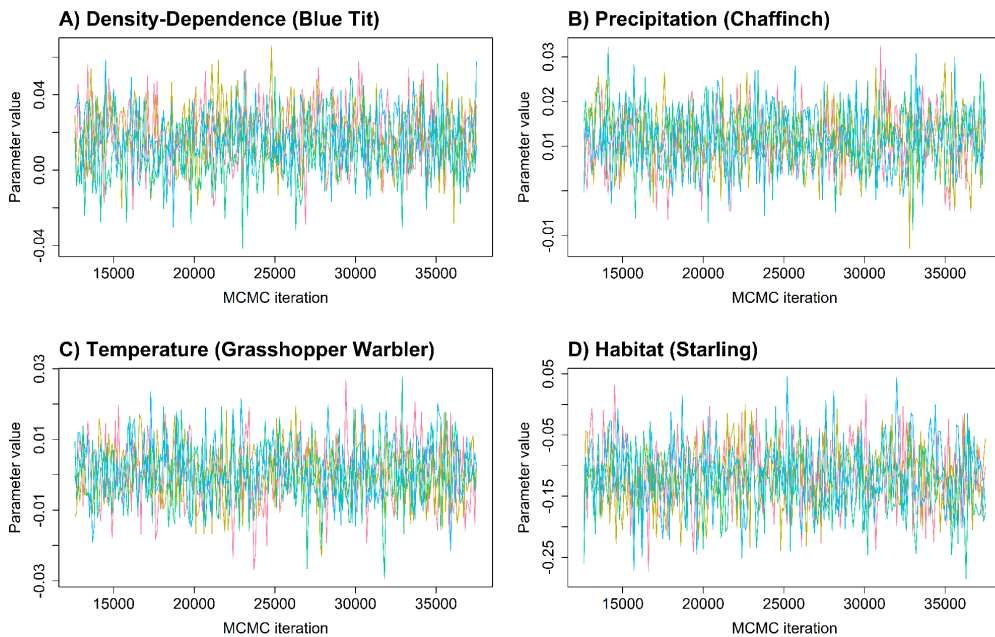 A) Density-Dependence (Blue Tit)
Parameter value
0.04
0.00
-0.04
15000 20000 25000 30000 35000
MCMC iteration
B) Precipitation (Chaffinch)
Parameter value
0.03
0.02
0.01
-0.01
15000 20000 25000 30000 35000
MCMC iteration
C) Temperature (Grasshopper Warbler)
Parameter value
0.03
0.01
-0.01
-0.03
15000 20000 25000 30000 35000
MCMC iteration
D) Habitat (Starling)
Parameter value
0.05
-0.05
-0.15
-0.25
15000 20000 25000 30000 35000
MCMC iteration